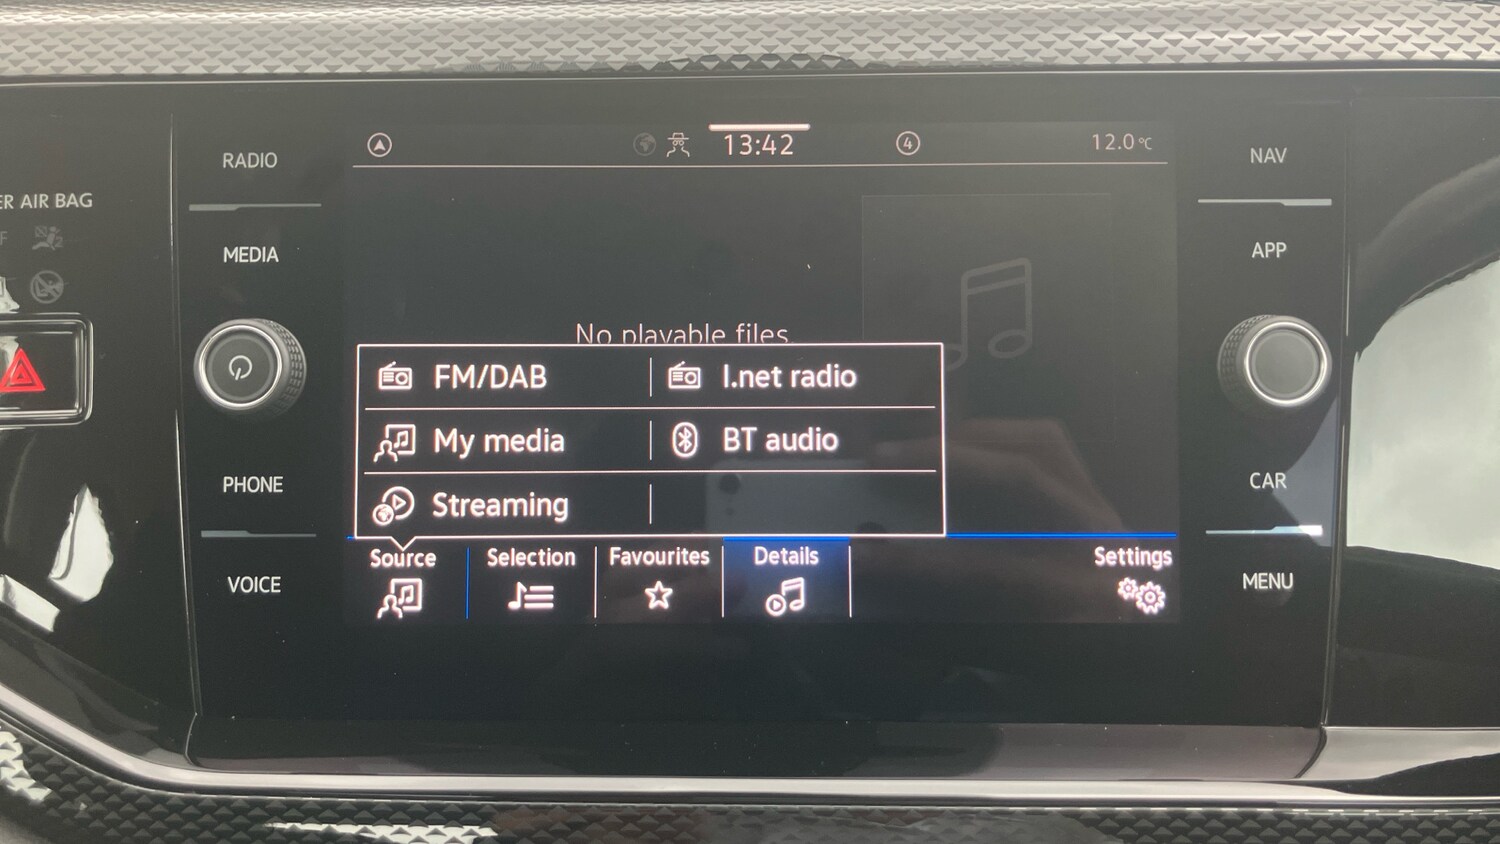 13:42
4
12.0°C
RADIO
NAV
ER AIR BAG
MEDIA
APP
No playable files.
FM/DAB
I.net radio
My media
BT audio
Streaming
PHONE
CAR
Source
Selection
Favourites
Details
Settings
VOICE
MENU